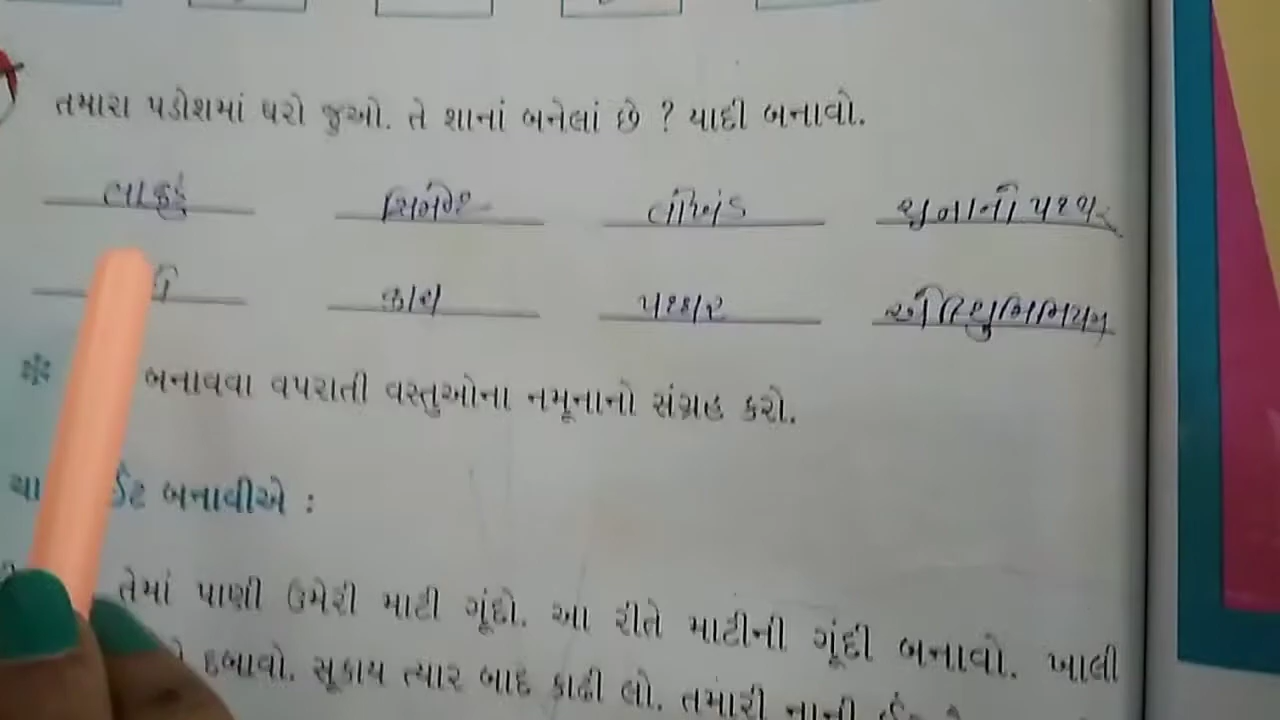 તમારા પડોશમાં ઘરો જુઓ. તે શાનાં બનેલાં છે ? યાદી બનાવો.
લાકડું સિમેન્ટ લોખંડ ચુનાનો પથ્થર
કાચ પથ્થર એલ્યુમિનિયમ
* બનાવવા વપરાતી વસ્તુઓના નમૂનાનો સંગ્રહ કરો.
ઈંટ બનાવીએ :
તેમાં પાણી ઉમેરી માટી ગૂંદો. આ રીતે માટીની ગૂંદી બનાવો. ખાલી
દબાવો. સૂકાય ત્યાર બાદ કાઢી લો. તમારી નાની